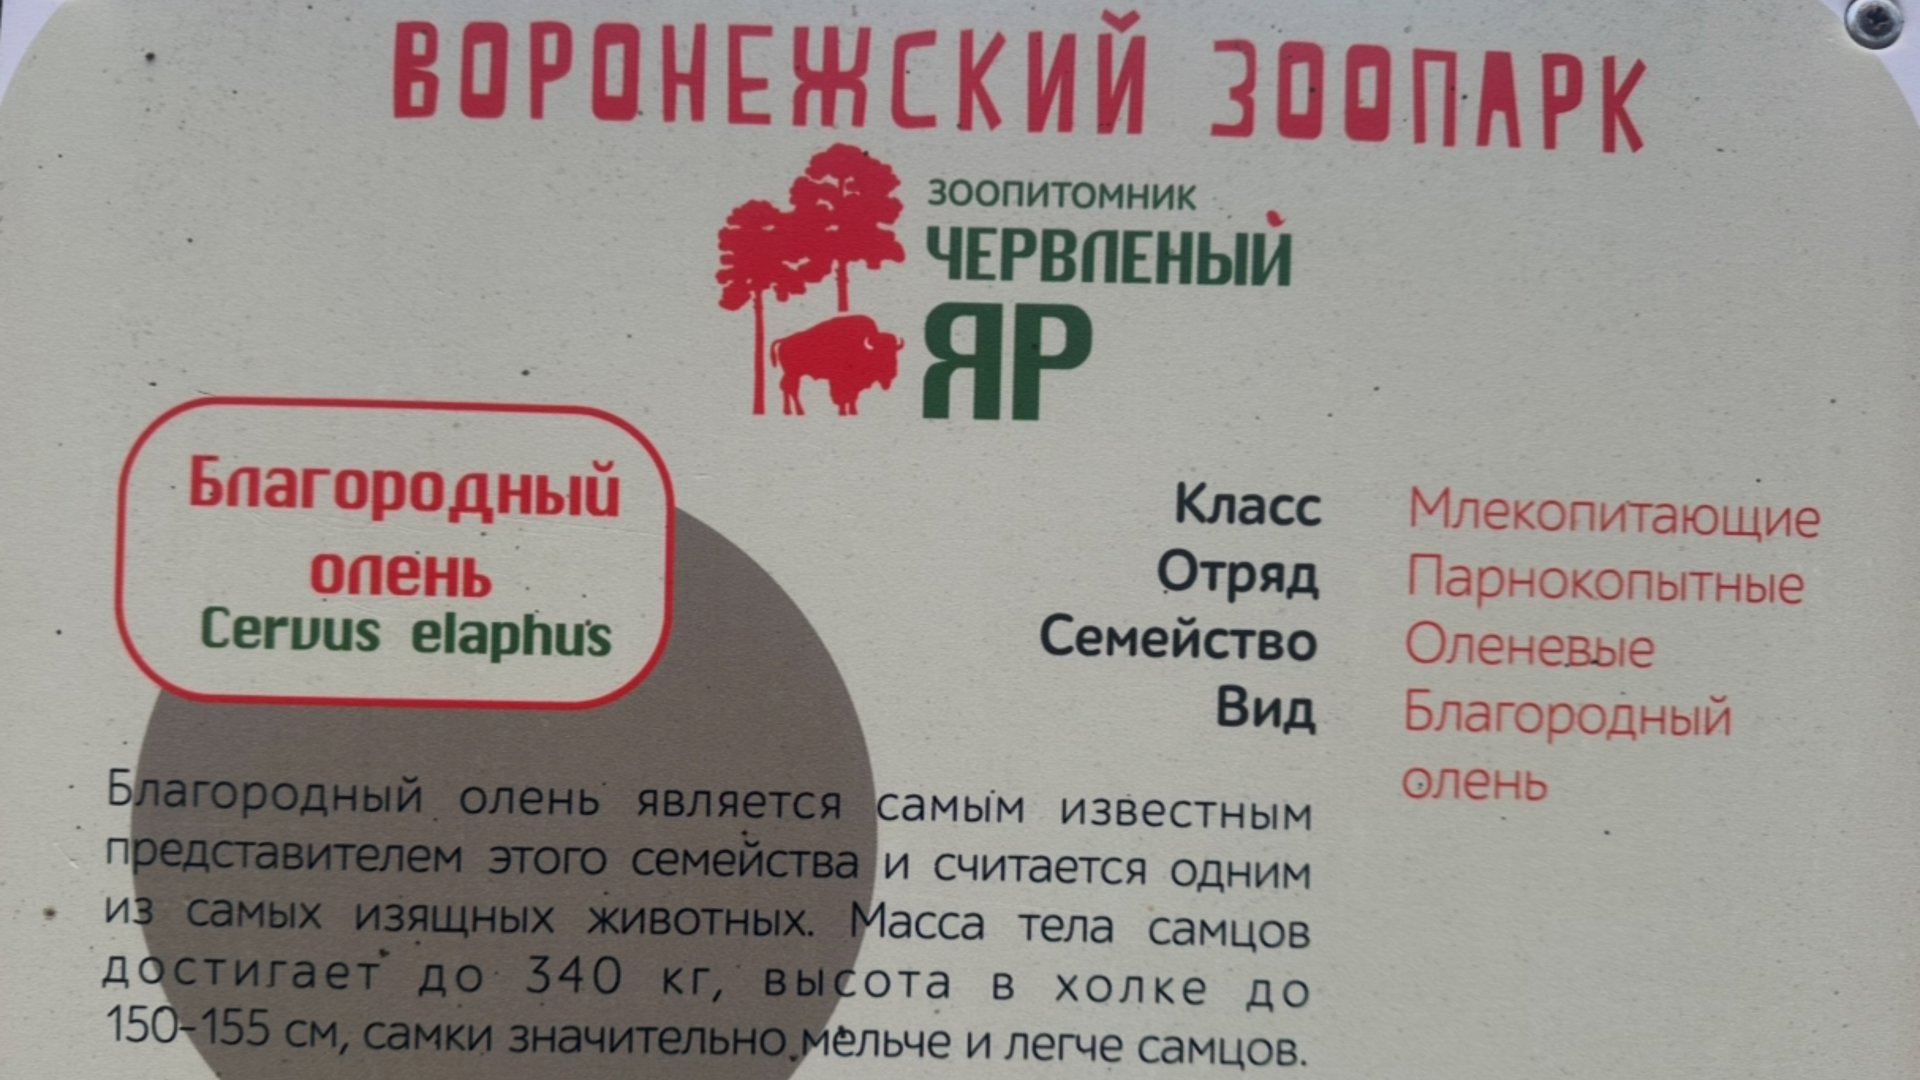 ВОРОНЕЖСКИЙ ЗООПАРК
ЗООПИТОМНИК
ЧЕРВЛЕНЫЙ
ЯР
Благородный
олень
Cervus elaphus
Класс Млекопитающие
Отряд Парнокопытные
Семейство Оленевые
Вид Благородный
олень
Благородный олень является самым известным
представителем этого семейства и считается одним
из самых изящных животных. Масса тела самцов
достигает до 340 кг, высота в холке до
150-155 см, самки значительно мельче и легче самцов.